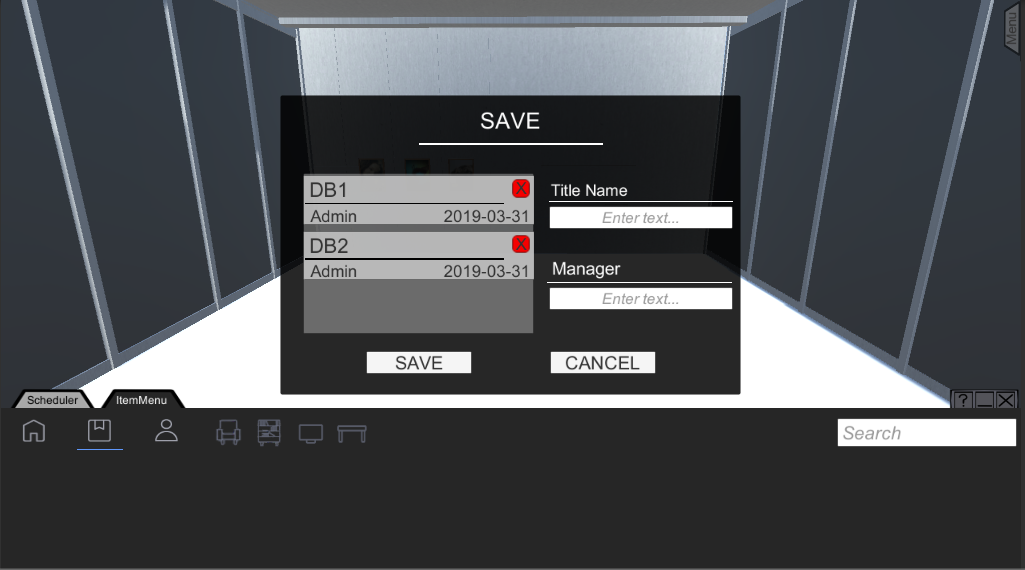 Menu
SAVE
DB1
X
Admin 2019-03-31
DB2
X
Admin 2019-03-31
Title Name
Enter text...
Manager
Enter text...
SAVE
CANCEL
Scheduler
ItemMenu
?
Search